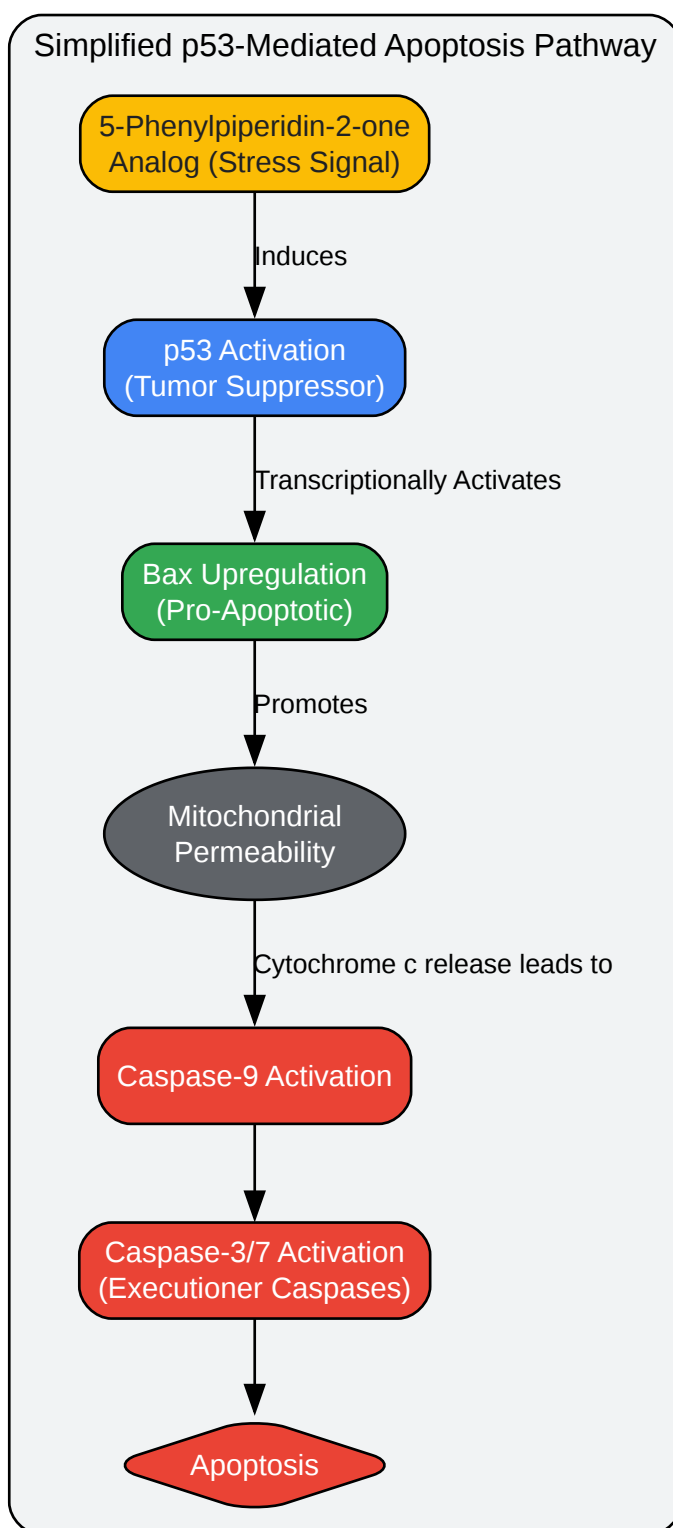 Simplified p53-Mediated Apoptosis Pathway
5-Phenylpiperidin-2-one
Analog (Stress Signal)
Induces
p53 Activation
(Tumor Suppressor)
Transcriptionally Activates
Bax Upregulation
(Pro-Apoptotic)
Promotes
Mitochondrial
Permeability
Cytochrome c release leads to
Caspase-9 Activation
Caspase-3/7 Activation
(Executioner Caspases)
Apoptosis